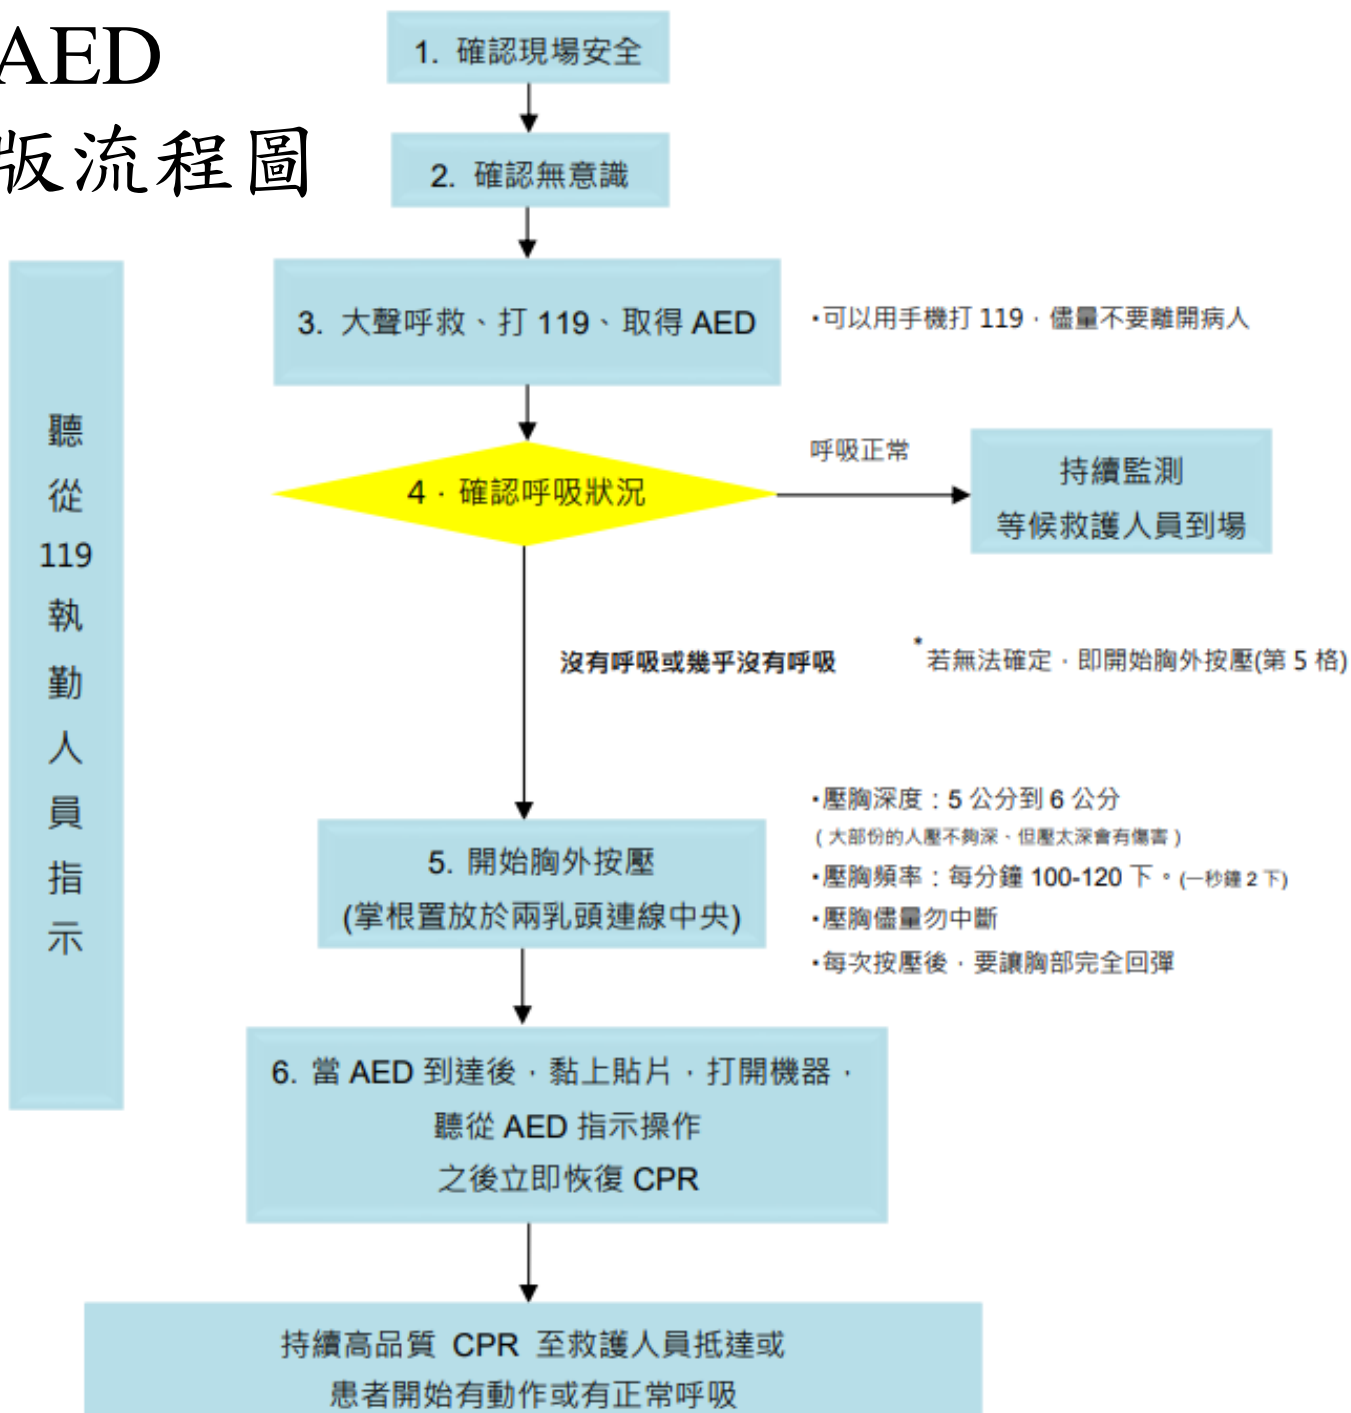 AED
版流程圖
1. 確認現場安全
2. 確認無意識
3. 大聲呼救、打 119、取得 AED
•可以用手機打 119，儘量不要離開病人
4．確認呼吸狀況
呼吸正常
持續監測
等候救護人員到場
沒有呼吸或幾乎沒有呼吸
*若無法確定，即開始胸外按壓(第 5 格)
5. 開始胸外按壓
(掌根置放於兩乳頭連線中央)
•壓胸深度：5 公分到 6 公分
(大部份的人壓不夠深、但壓太深會有傷害)
•壓胸頻率：每分鐘 100-120 下。(一秒鐘 2 下)
•壓胸儘量勿中斷
•每次按壓後，要讓胸部完全回彈
6. 當 AED 到達後，黏上貼片，打開機器，
聽從 AED 指示操作
之後立即恢復 CPR
持續高品質 CPR 至救護人員抵達或
患者開始有動作或有正常呼吸
聽
從
119
執
勤
人
員
指
示